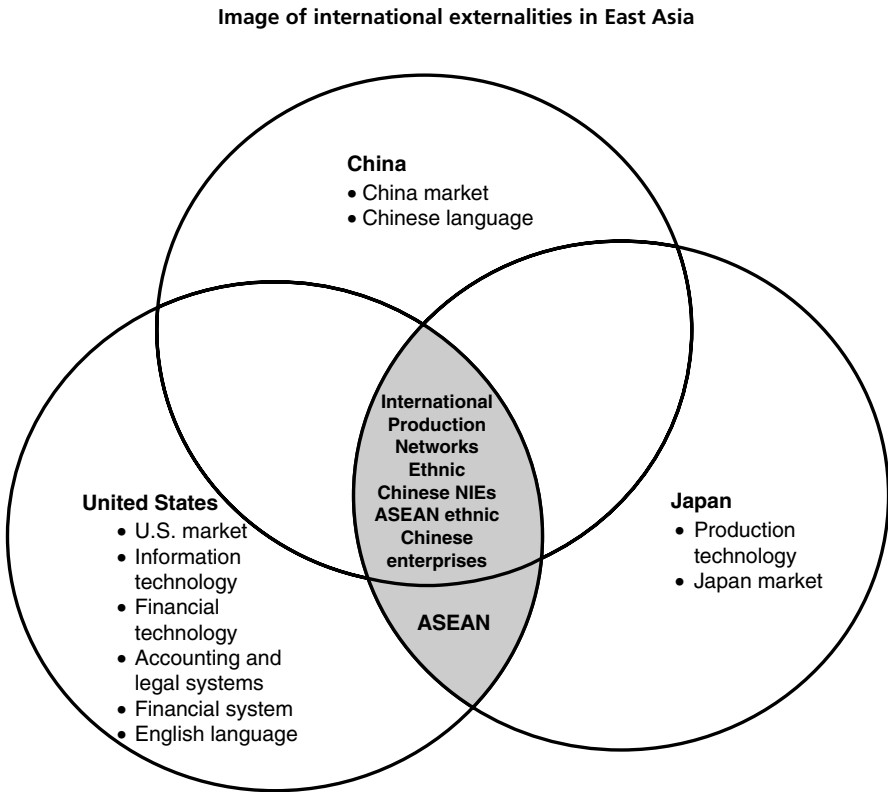 Image of international externalities in East Asia
China
• China market
• Chinese language
International
Production
Networks
Ethnic
Chinese NIEs
ASEAN ethnic
Chinese
enterprises
ASEAN
United States
• U.S. market
• Information
technology
• Financial
technology
• Accounting and
legal systems
• Financial system
• English language
Japan
• Production
technology
• Japan market